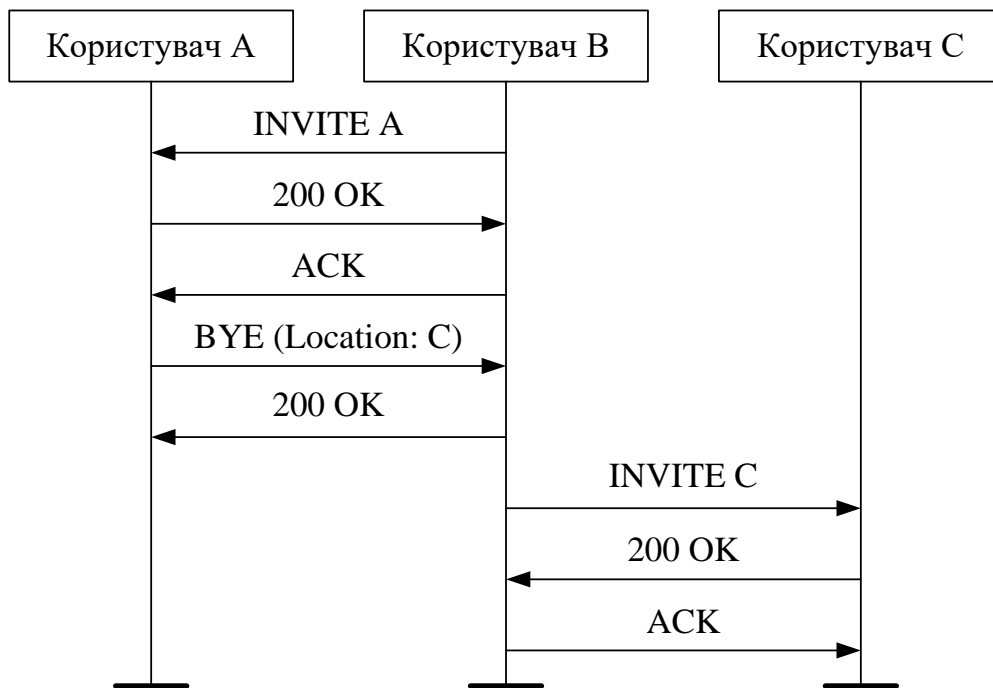 Користувач A
Користувач B
Користувач C
INVITE A
200 OK
ACK
BYE (Location: C)
200 OK
INVITE C
200 OK
ACK